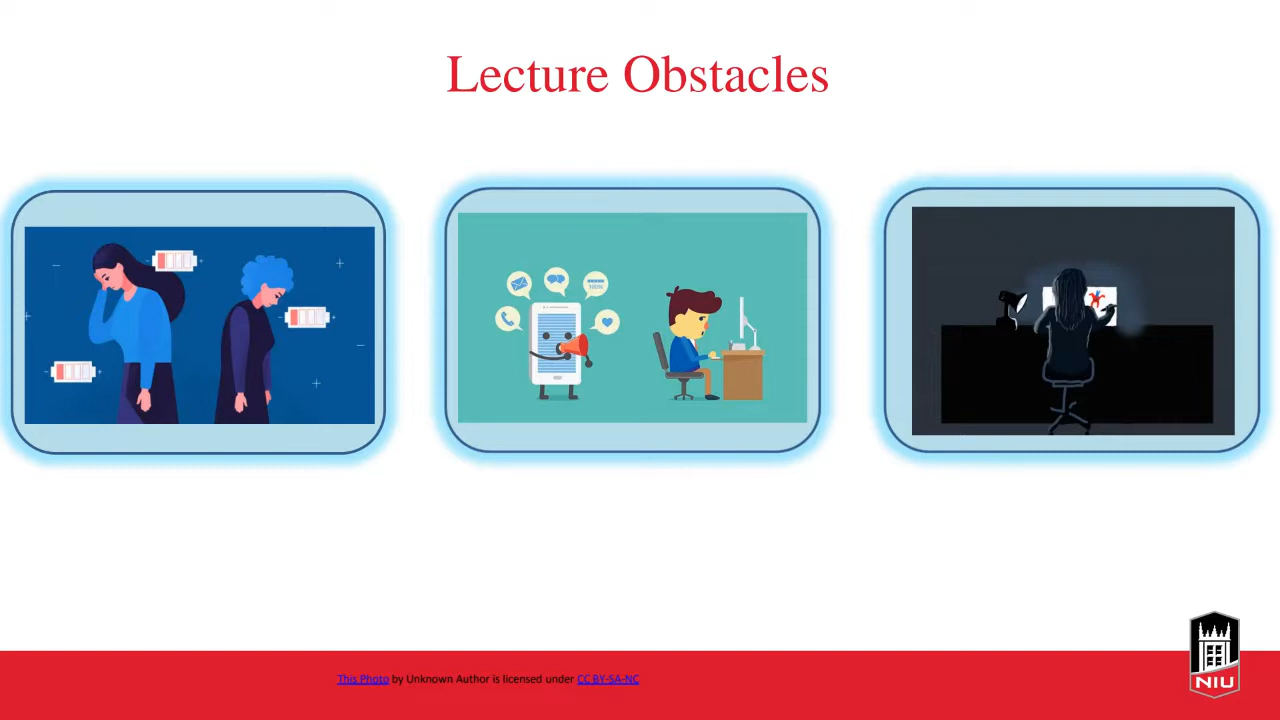 Lecture Obstacles
This Photo by Unknown Author is licensed under CC BY-SA-NC
NIU